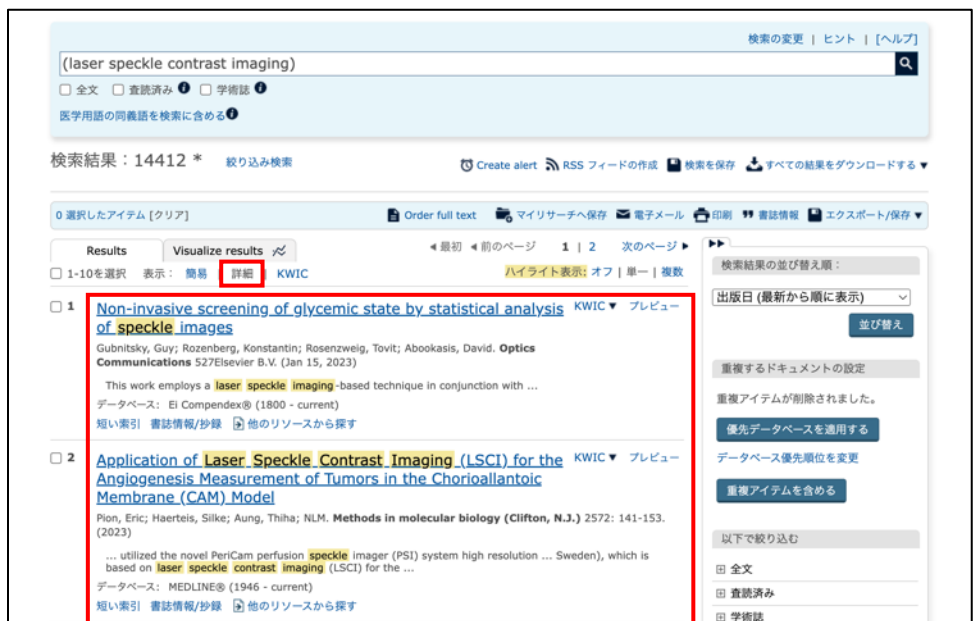 検索の変更 | ヒント | [ヘルプ]
(laser speckle contrast imaging)
全文 査読済み 学術誌
医学用語の同義語を検索に含める
検索結果：14412 * 絞り込み検索
Create alert RSS フィードの作成 検索を保存 すべての結果をダウンロードする ▼
0 選択したアイテム [クリア] Order full text マイリサーチへ保存 電子メール 印刷 書誌情報 エクスポート/保存 ▼
Results Visualize results
◀最初 ◀前のページ 1 | 2 次のページ ▶
1-10を選択 表示： 簡易 | 詳細 | KWIC
ハイライト表示: オフ | 単一 | 複数
1 Non-invasive screening of glycemic state by statistical analysis of speckle images KWIC ▼ プレビュー
Gubnitsky, Guy; Rozenberg, Konstantin; Rosenzweig, Tovit; Abookasis, David. Optics
Communications 527Elsevier B.V. (Jan 15, 2023)
This work employs a laser speckle imaging-based technique in conjunction with ...
データベース: Ei Compendex® (1800 - current)
短い索引 書誌情報/抄録 他のリソースから探す
2 Application of Laser Speckle Contrast Imaging (LSCI) for the KWIC ▼ プレビュー
Angiogenesis Measurement of Tumors in the Chorioallantoic
Membrane (CAM) Model
Pion, Eric; Haerteis, Silke; Aung, Thiha; NLM. Methods in molecular biology (Clifton, N.J.) 2572: 141-153.
(2023)
... utilized the novel PeriCam perfusion speckle imager (PSI) system high resolution ... Sweden), which is
based on laser speckle contrast imaging (LSCI) for the ...
データベース: MEDLINE® (1946 - current)
短い索引 書誌情報/抄録 他のリソースから探す
検索結果の並び替え順：
出版日 (最新から順に表示)
並び替え
重複するドキュメントの設定
重複アイテムが削除されました。
優先データベースを適用する
データベース優先順位を変更
重複アイテムを含める
以下で絞り込む
全文
査読済み
学術誌